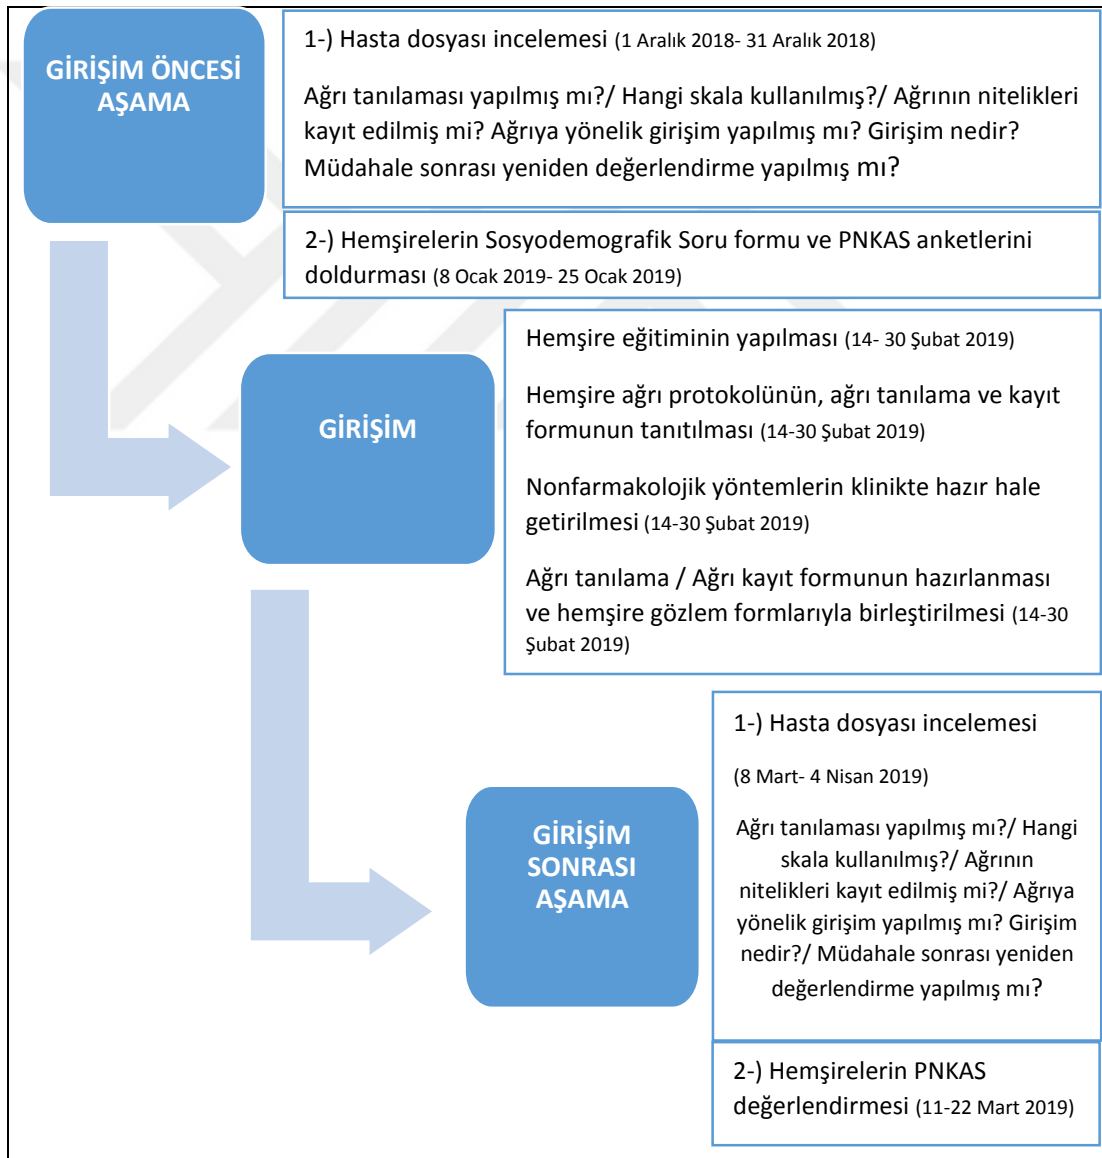 GİRİŞİM ÖNCESİ
AŞAMA
1-) Hasta dosyası incelemesi (1 Aralık 2018- 31 Aralık 2018)
Ağrı tanılaması yapılmış mı?/ Hangi skala kullanılmış?/ Ağrının nitelikleri
kayıt edilmiş mi? Ağrıya yönelik girişim yapılmış mı? Girişim nedir?
Müdahale sonrası yeniden değerlendirme yapılmış mı?
2-) Hemşirelerin Sosyodemografik Soru formu ve PNKAS anketlerini
doldurması (8 Ocak 2019- 25 Ocak 2019)
GİRİŞİM
Hemşire eğitiminin yapılması (14- 30 Şubat 2019)
Hemşire ağrı protokolünün, ağrı tanılama ve kayıt
formunun tanıtılması (14-30 Şubat 2019)
Nonfarmakolojik yöntemlerin klinikte hazır hale
getirilmesi (14-30 Şubat 2019)
Ağrı tanılama / Ağrı kayıt formunun hazırlanması
ve hemşire gözlem formlarıyla birleştirilmesi (14-30
Şubat 2019)
GİRİŞİM
SONRASI
AŞAMA
1-) Hasta dosyası incelemesi
(8 Mart- 4 Nisan 2019)
Ağrı tanılaması yapılmış mı?/ Hangi
skala kullanılmış?/ Ağrının
nitelikleri kayıt edilmiş mi?/ Ağrıya
yönelik girişim yapılmış mı? Girişim
nedir?/ Müdahale sonrası yeniden
değerlendirme yapılmış mı?
2-) Hemşirelerin PNKAS
değerlendirmesi (11-22 Mart 2019)